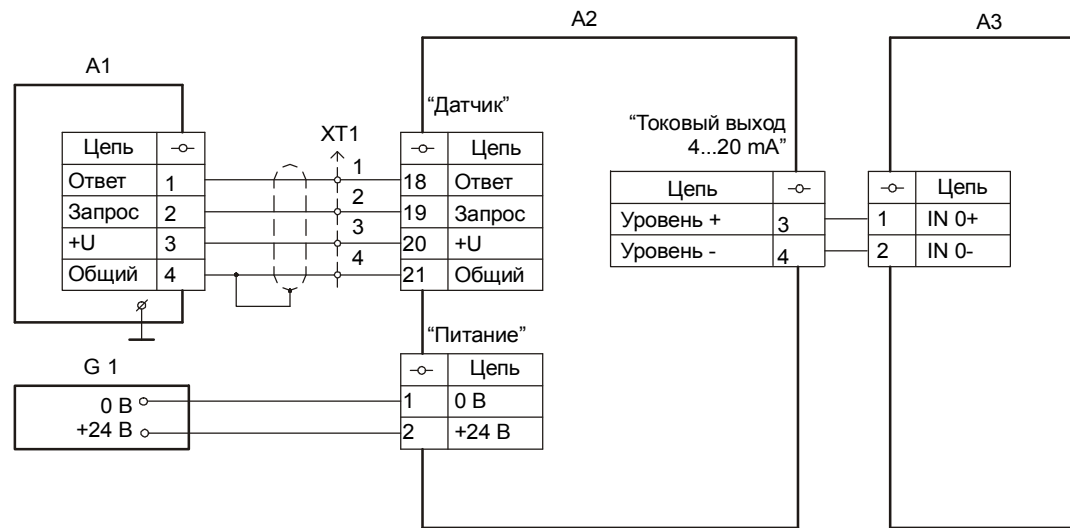 A2
A3
A1
“Датчик”
“Токовый выход
4...20 mA”
XT1
Цепь
Ответ 1
Запрос 2
+U 3
Общий 4
1
2
3
4
Цепь
18 Ответ
19 Запрос
20 +U
21 Общий
Цепь
Уровень + 3
Уровень - 4
Цепь
1 IN 0+
2 IN 0-
“Питание”
G 1
0 В
+24 В
Цепь
1 0 В
2 +24 В